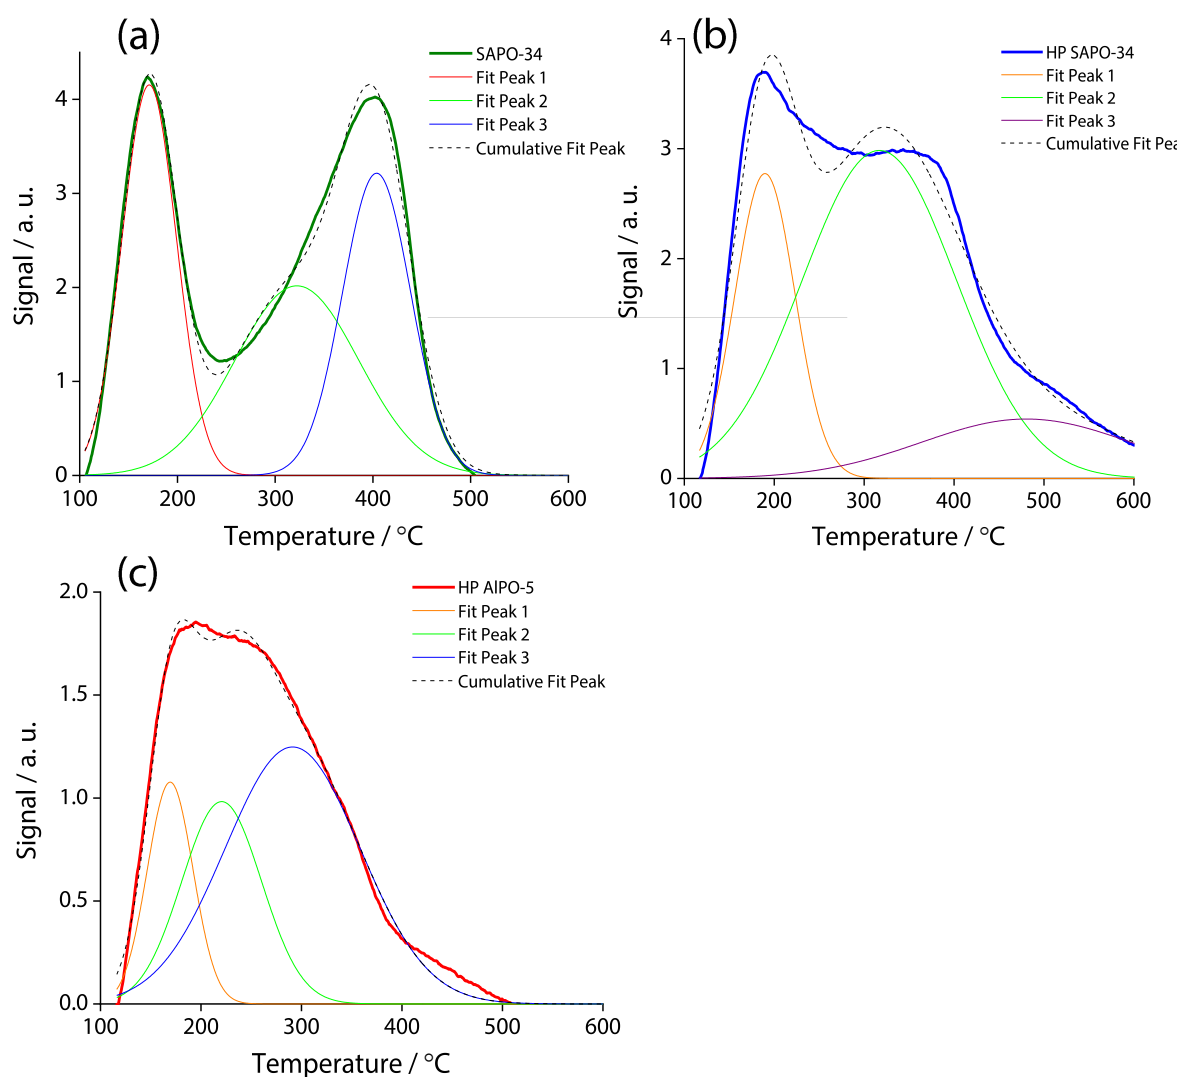 (a)
SAPO-34
Fit Peak 1
Fit Peak 2
Fit Peak 3
Cumulative Fit Peak
Signal / a. u.
4
3
2
1
0
100 200 300 400 500 600
Temperature / °C
(b)
HP SAPO-34
Fit Peak 1
Fit Peak 2
Fit Peak 3
Cumulative Fit Pea
Signal / a. u.
4
3
2
1
0
100 200 300 400 500 600
Temperature / °C
(c)
HP AlPO-5
Fit Peak 1
Fit Peak 2
Fit Peak 3
Cumulative Fit Peak
Signal / a. u.
2.0
1.5
1.0
0.5
0.0
100 200 300 400 500 600
Temperature / °C